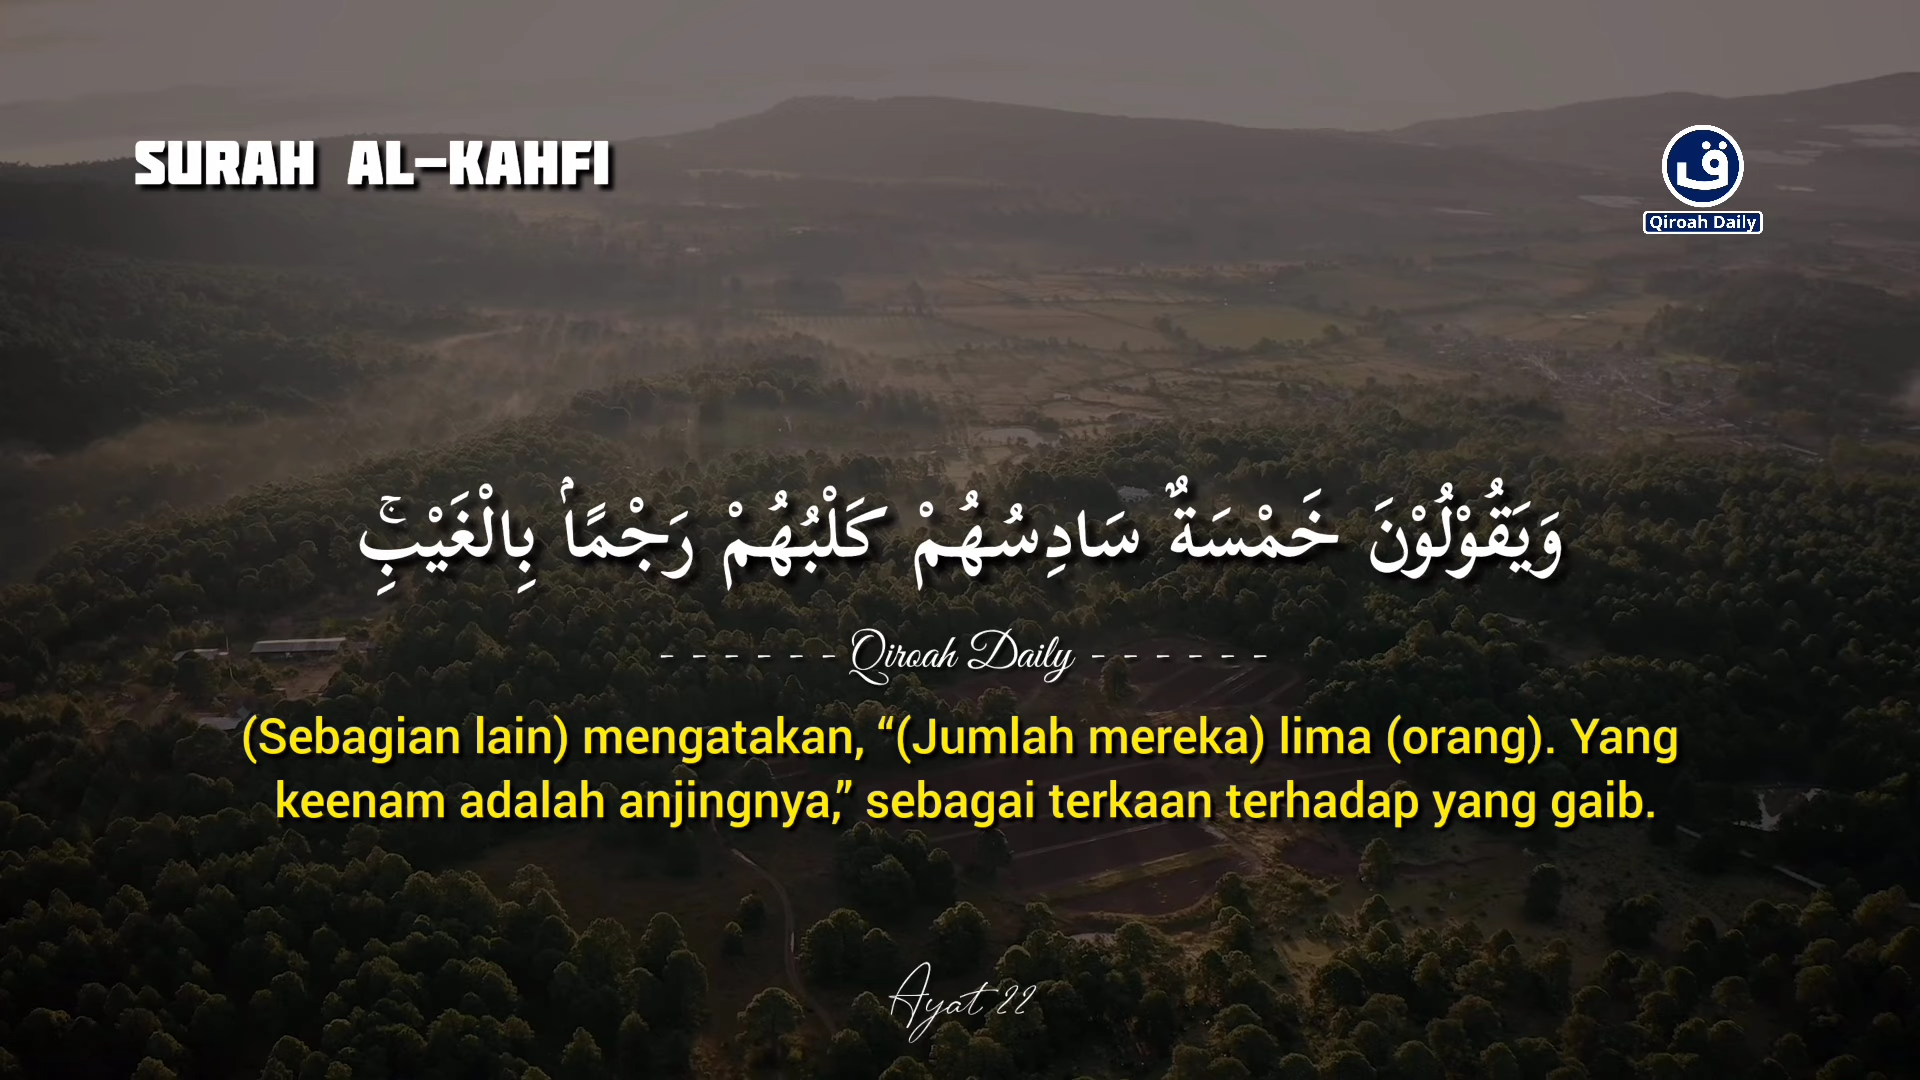 SURAH AL-KAHFI
ق
Qiroah Daily
وَيَقُوْلُوْنَ خَمْسَةٌ سَادِسُهُمْ كَلْبُهُمْ رَجْمًاۢ بِالْغَيْبِۚ
- - - - - - Qiroah Daily - - - - - -
(Sebagian lain) mengatakan, “(Jumlah mereka) lima (orang). Yang
keenam adalah anjingnya,” sebagai terkaan terhadap yang gaib.
Ayat 22